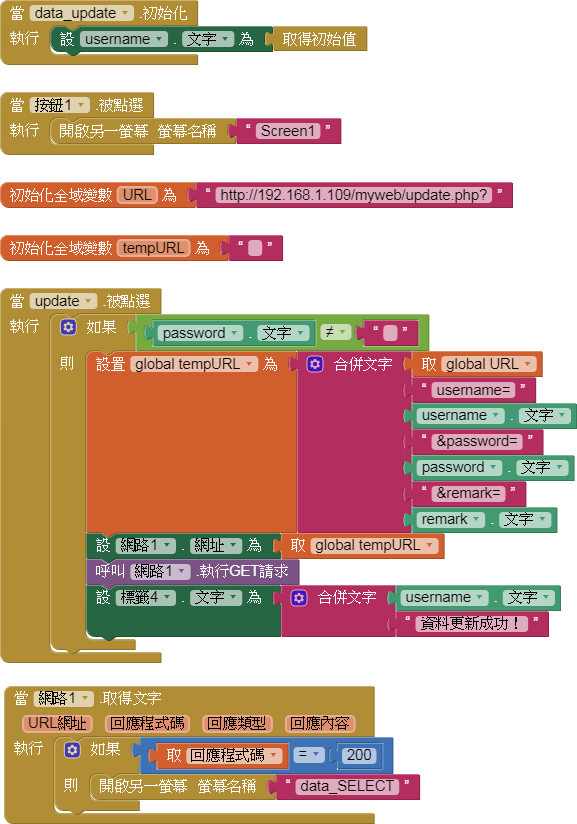 當 data_update .初始化
執行 設 username . 文字 為 取得初始值
當 按鈕1 .被點選
執行 開啟另一螢幕 螢幕名稱 “ Screen1 ”
初始化全域變數 URL 為 “ http://192.168.1.109/myweb/update.php? ”
初始化全域變數 tempURL 為 “ ”
當 update .被點選
執行 如果 password . 文字 ≠ “ ”
則 設置 global tempURL 為 合併文字 取 global URL
“ username= ”
username . 文字
“ &password= ”
password . 文字
“ &remark= ”
remark . 文字
設 網路1 . 網址 為 取 global tempURL
呼叫 網路1 .執行GET請求
設 標籤4 . 文字 為 合併文字 username . 文字
“ 資料更新成功！ ”
當 網路1 .取得文字
URL網址 回應程式碼 回應類型 回應內容
執行 如果 取 回應程式碼 = 200
則 開啟另一螢幕 螢幕名稱 “ data_SELECT ”